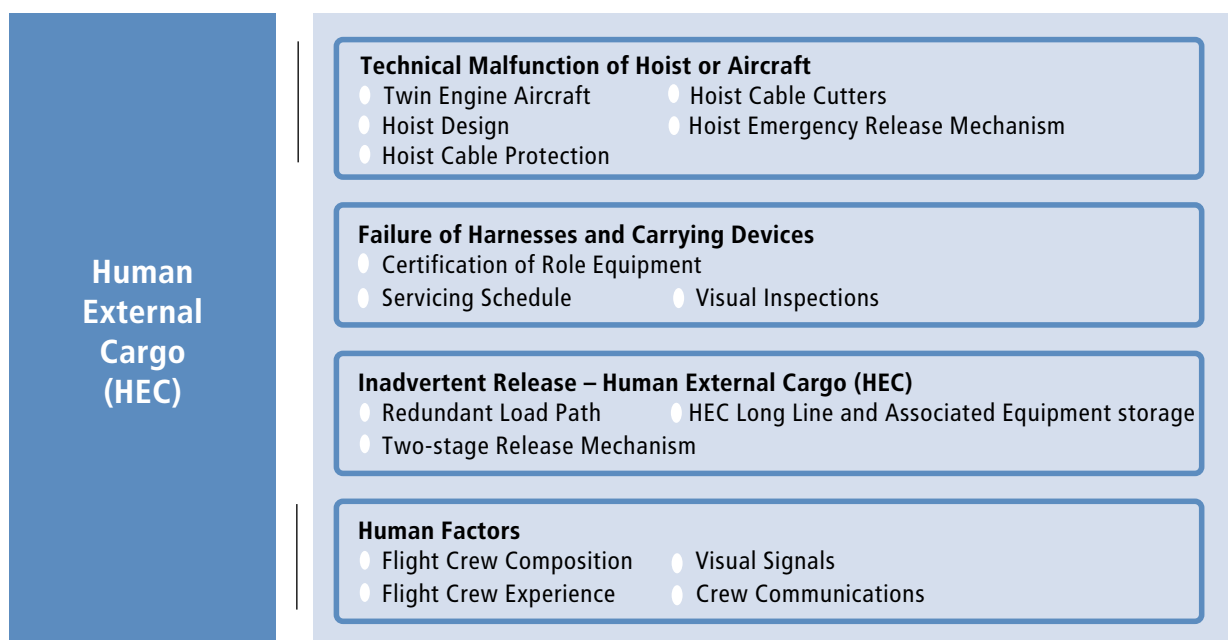 Human
External
Cargo
(HEC)
Technical Malfunction of Hoist or Aircraft
Twin Engine Aircraft Hoist Cable Cutters
Hoist Design Hoist Emergency Release Mechanism
Hoist Cable Protection
Failure of Harnesses and Carrying Devices
Certification of Role Equipment
Servicing Schedule Visual Inspections
Inadvertent Release – Human External Cargo (HEC)
Redundant Load Path HEC Long Line and Associated Equipment storage
Two-stage Release Mechanism
Human Factors
Flight Crew Composition Visual Signals
Flight Crew Experience Crew Communications